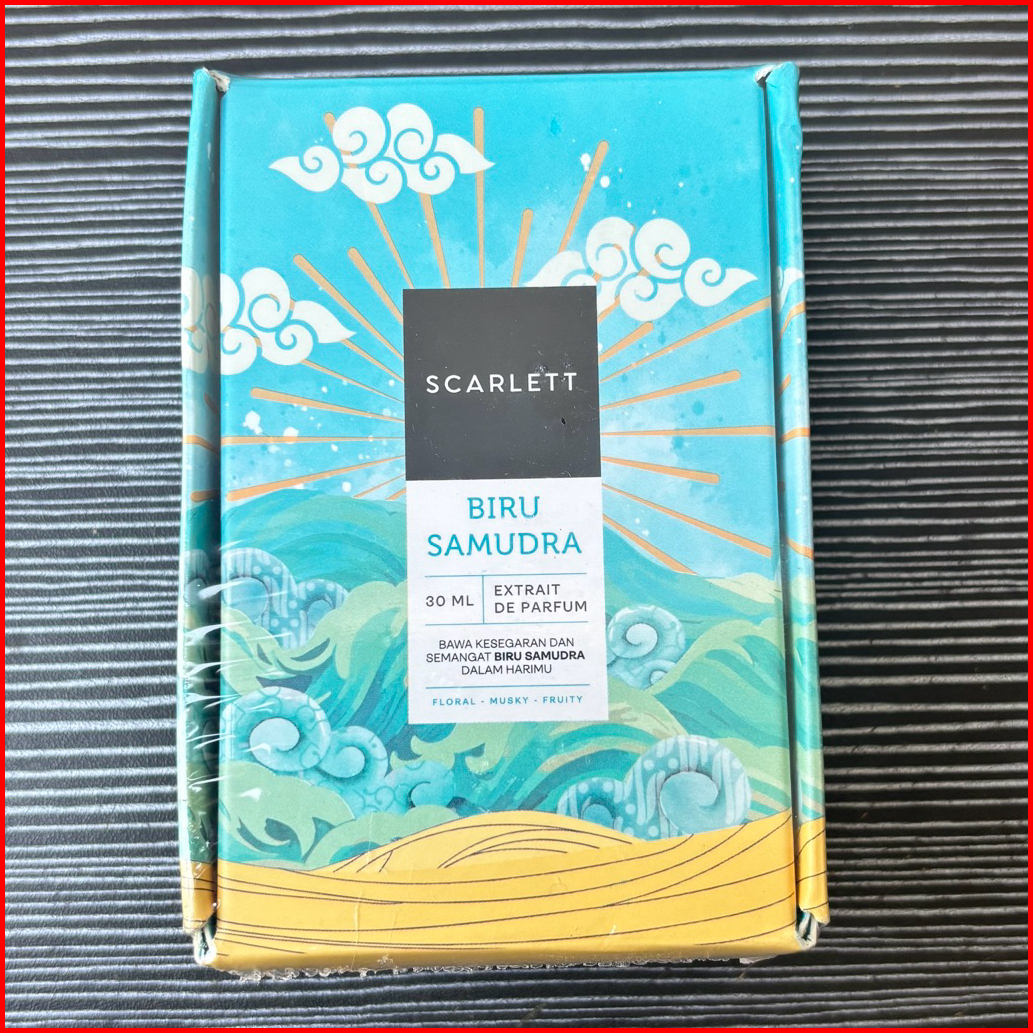 SCARLETT
BIRU
SAMUDRA
30 ML
EXTRAIT
DE PARFUM
BAWA KESEGARAN DAN
SEMANGAT BIRU SAMUDRA
DALAM HARIMU
FLORAL - MUSKY - FRUITY